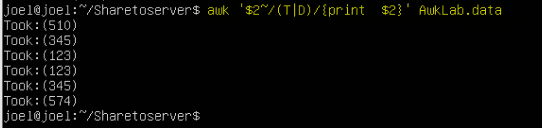 joel@joel:~/Sharetoserver$ awk '$2~/(T|D)/{print  $2}' AwkLab.data
Took:(510)
Took:(345)
Took:(123)
Took:(123)
Took:(345)
Took:(574)
joel@joel:~/Sharetoserver$